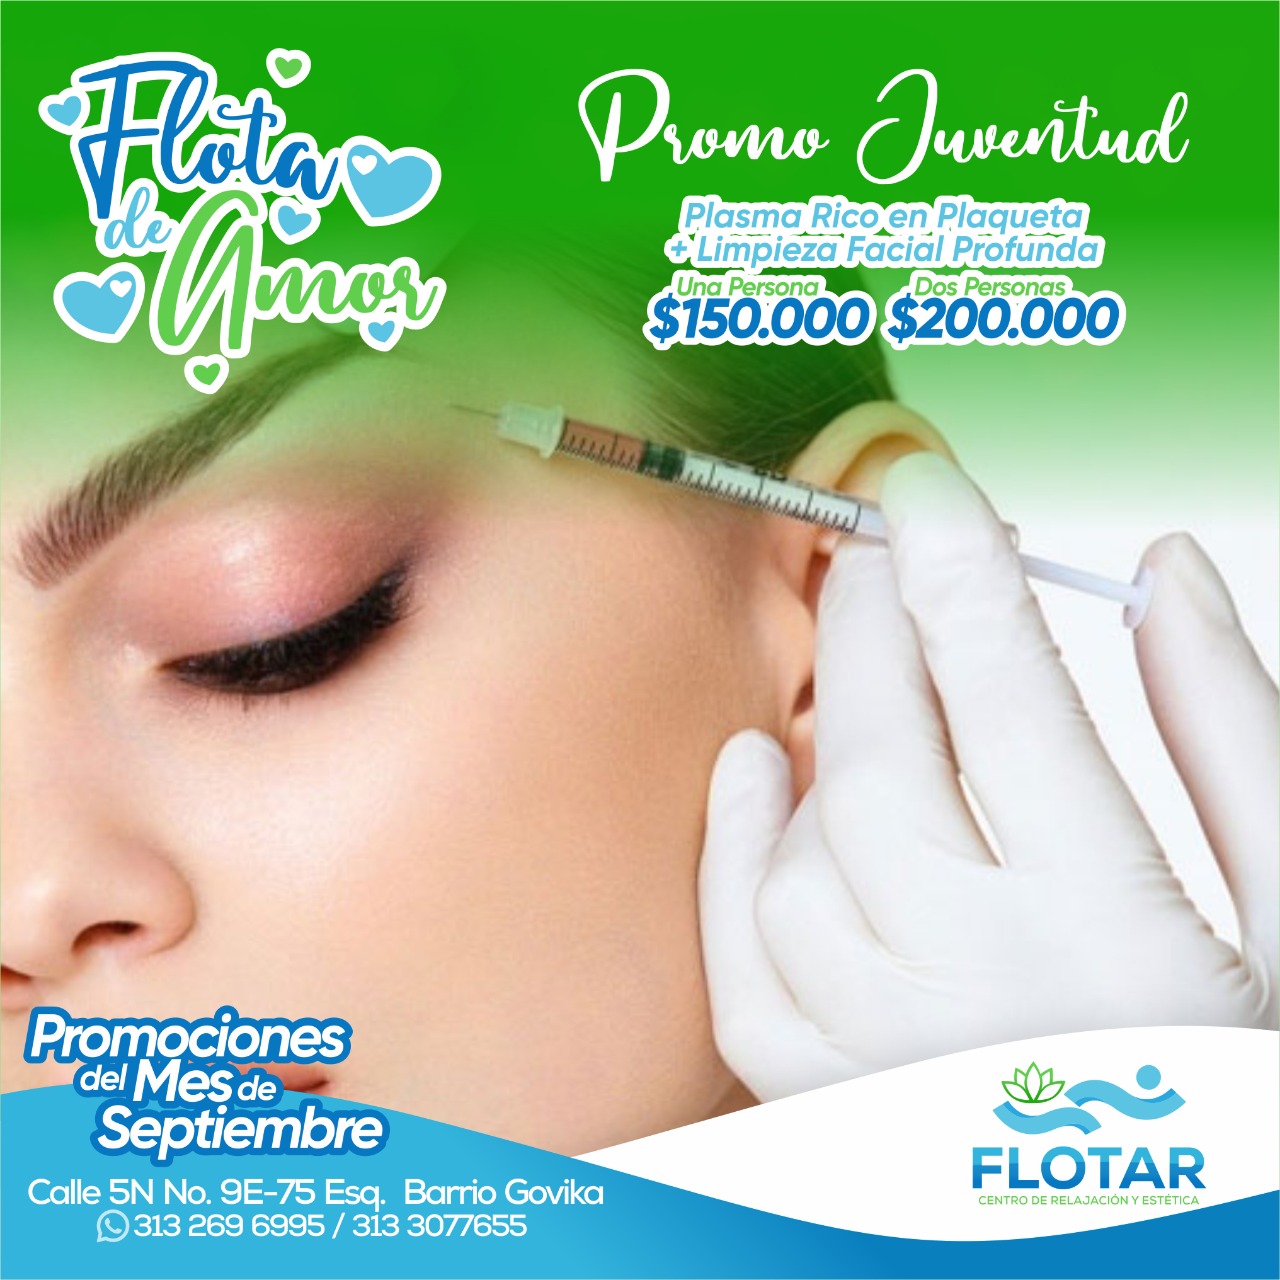 Flota
de Amor
Promo Juventud
Plasma Rico en Plaqueta
+ Limpieza Facial Profunda
Una Persona Dos Personas
$150.000 $200.000
Promociones
del Mes de
Septiembre
Calle 5N No. 9E-75 Esq. Barrio Govika
313 269 6995 / 313 3077655
FLOTAR
CENTRO DE RELAJACIÓN Y ESTÉTICA